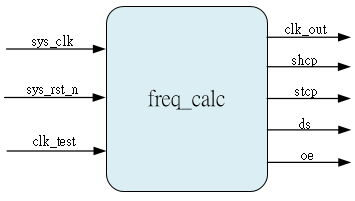 sys_clk
sys_rst_n
clk_test
freq_calc
clk_out
shcp
stcp
ds
oe